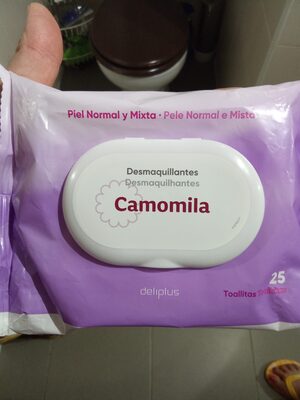 Piel Normal y Mixta · Pele Normal e Mista
Desmaquillantes
Desmaquilhantes
Camomila
deliplus
25
Toallitas